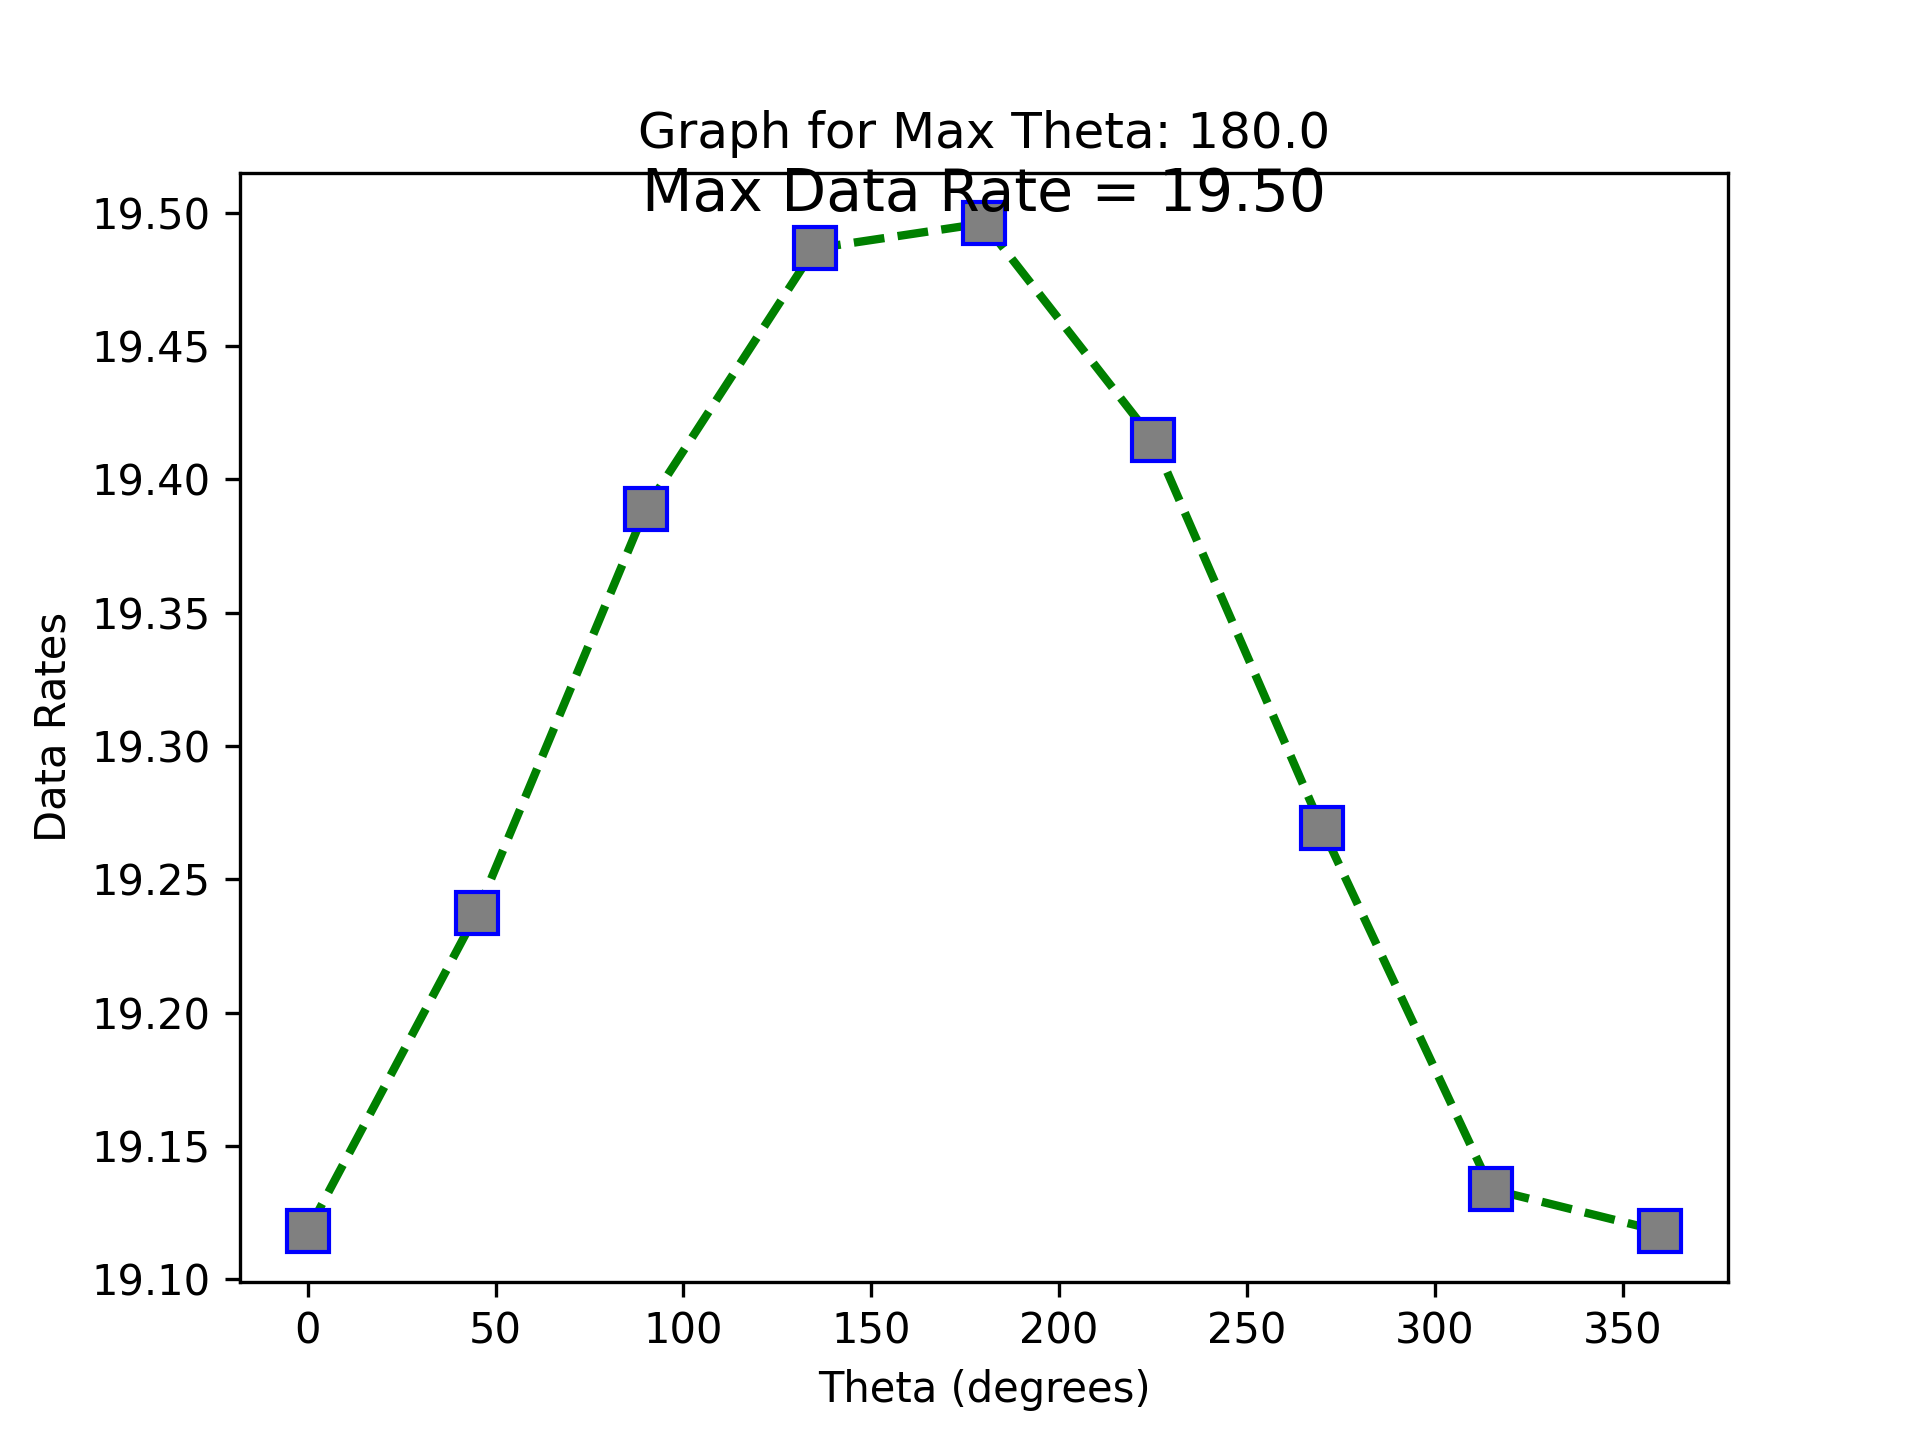 Graph for Max Theta: 180.0
Max Data Rate = 19.50
19.50
19.45
19.40
19.35
19.30
19.25
19.20
19.15
19.10
Data Rates
0 50 100 150 200 250 300 350
Theta (degrees)